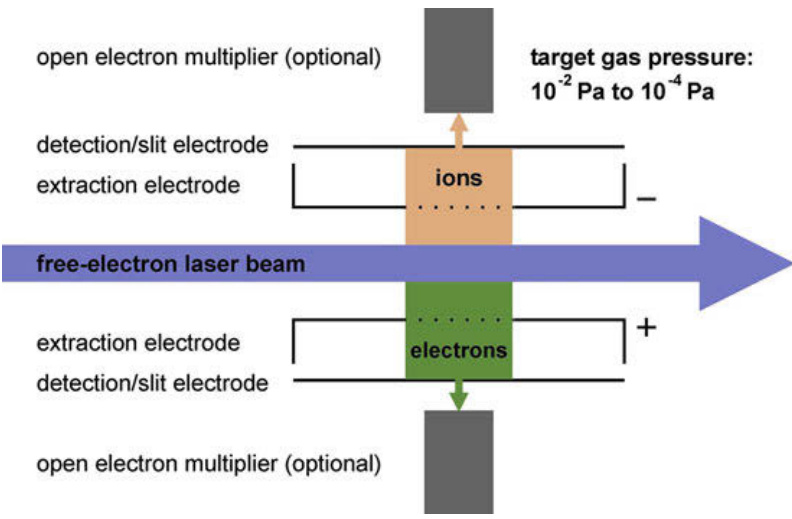 open electron multiplier (optional)
target gas pressure:
10⁻² Pa to 10⁻⁴ Pa
detection/slit electrode
extraction electrode
ions
−
free-electron laser beam
+
extraction electrode
electrons
detection/slit electrode
open electron multiplier (optional)